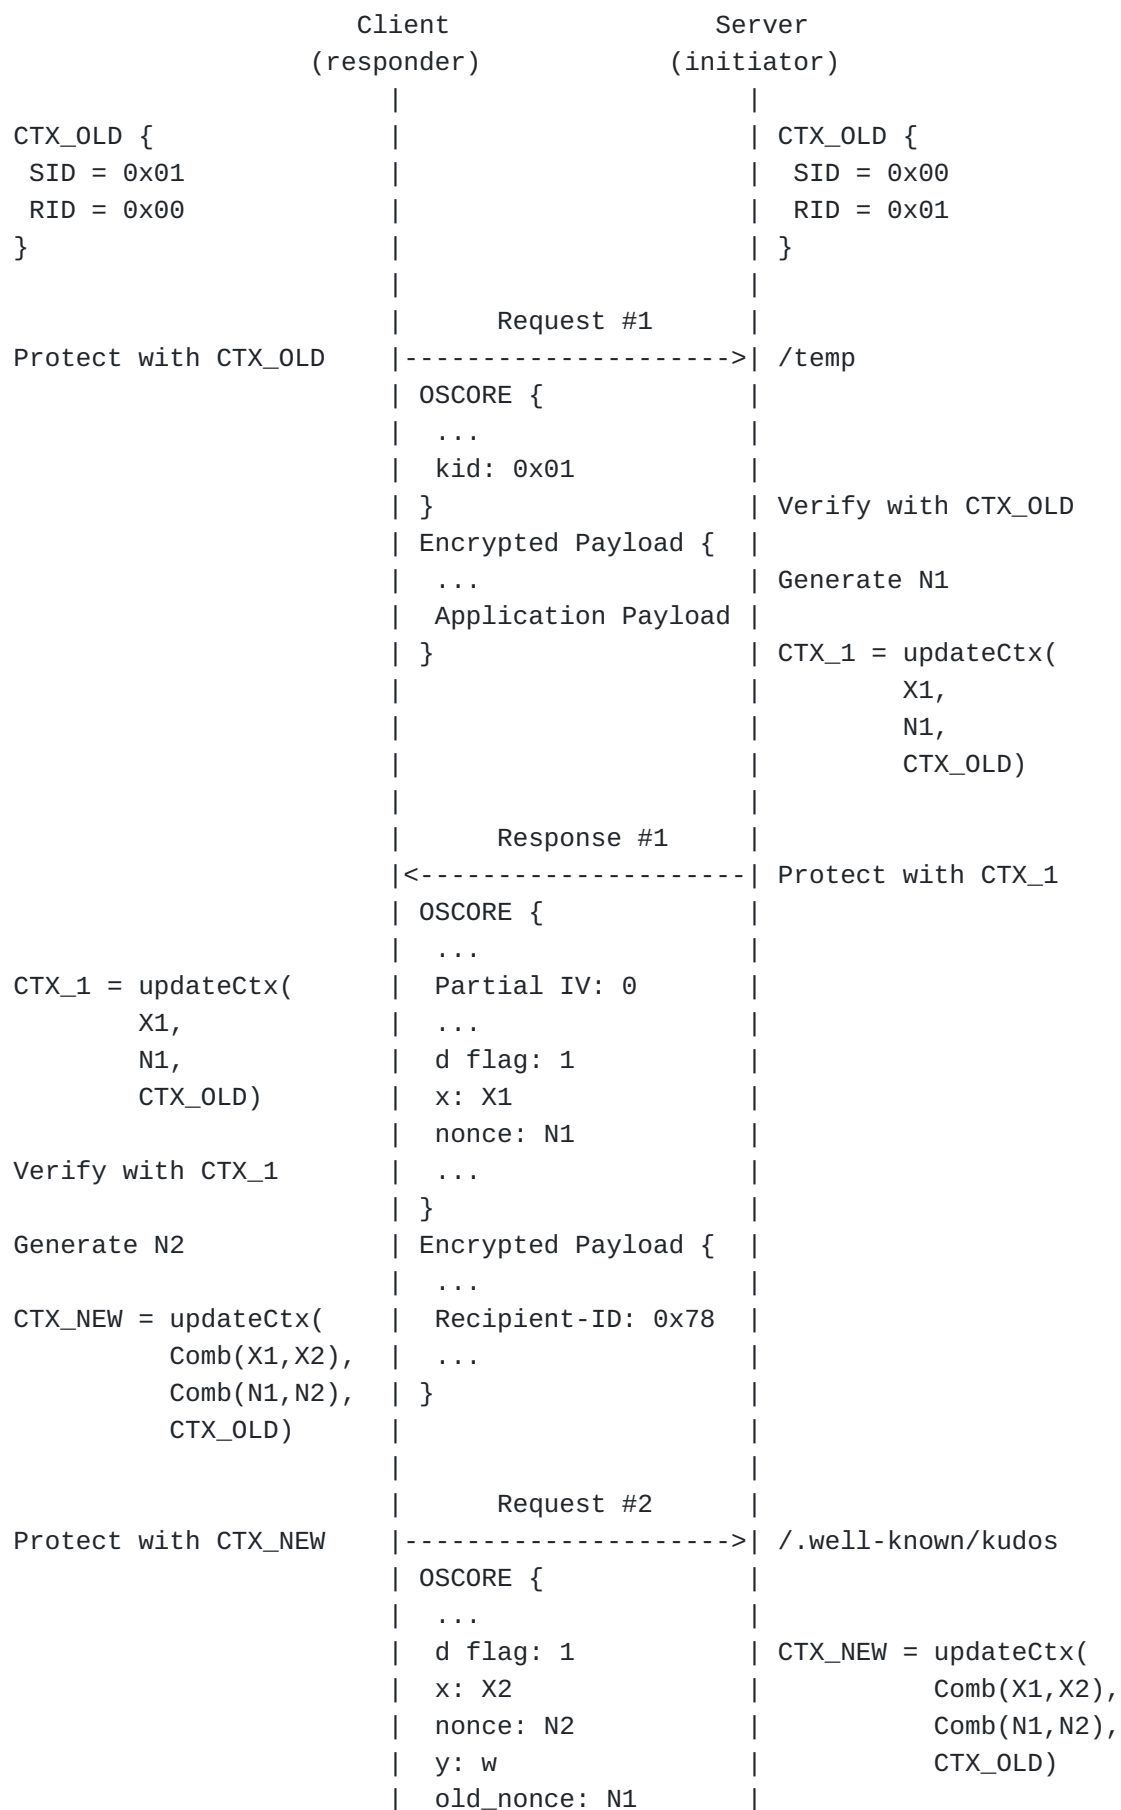 Client                 Server
                   (responder)            (initiator)
                        |                      |
CTX_OLD {               |                      | CTX_OLD {
 SID = 0x01             |                      |  SID = 0x00
 RID = 0x00             |                      |  RID = 0x01
}                       |                      | }
                        |                      |
                        |      Request #1      |
Protect with CTX_OLD    |--------------------->| /temp
                        | OSCORE {             |
                        |  ...                 |
                        |  kid: 0x01           |
                        | }                    | Verify with CTX_OLD
                        | Encrypted Payload {  |
                        |  ...                 | Generate N1
                        |  Application Payload |
                        | }                    | CTX_1 = updateCtx(
                        |                      |         X1,
                        |                      |         N1,
                        |                      |         CTX_OLD)
                        |                      |
                        |      Response #1     |
                        |<---------------------| Protect with CTX_1
                        | OSCORE {             |
                        |  ...                 |
CTX_1 = updateCtx(      |  Partial IV: 0       |
        X1,             |  ...                 |
        N1,             |  d flag: 1           |
        CTX_OLD)        |  x: X1               |
                        |  nonce: N1           |
Verify with CTX_1       |  ...                 |
                        | }                    |
Generate N2             | Encrypted Payload {  |
                        |  ...                 |
CTX_NEW = updateCtx(    |  Recipient-ID: 0x78  |
          Comb(X1,X2),  |  ...                 |
          Comb(N1,N2),  | }                    |
          CTX_OLD)      |                      |
                        |                      |
                        |      Request #2      |
Protect with CTX_NEW    |--------------------->| /.well-known/kudos
                        | OSCORE {             |
                        |  ...                 |
                        |  d flag: 1           | CTX_NEW = updateCtx(
                        |  x: X2               |           Comb(X1,X2),
                        |  nonce: N2           |           Comb(N1,N2),
                        |  y: w                |           CTX_OLD)
                        |  old_nonce: N1       |